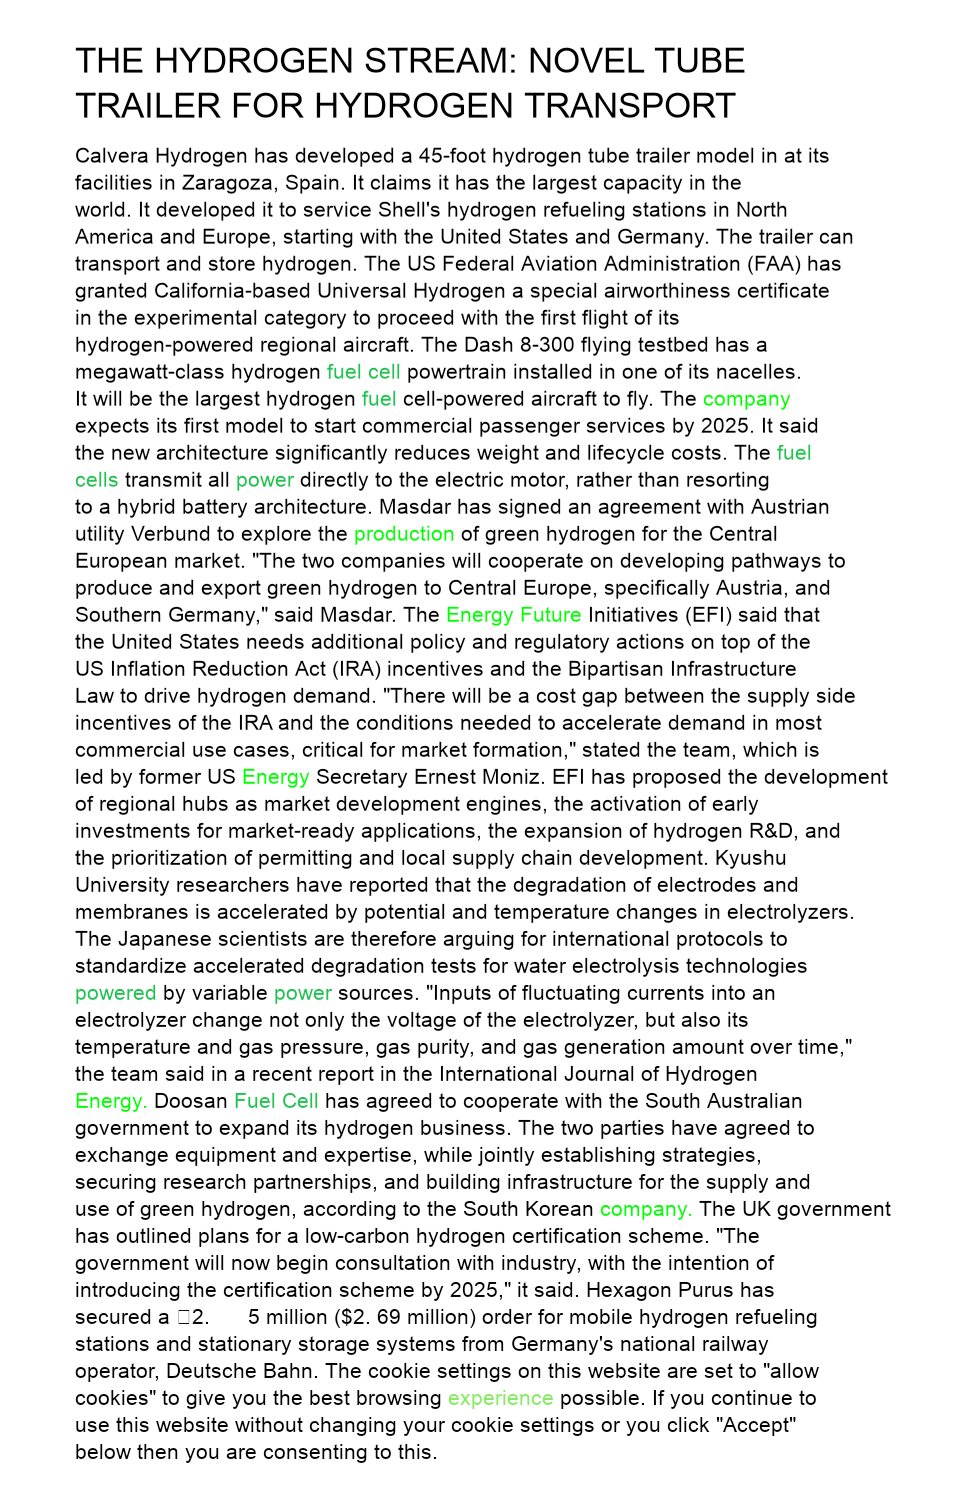 THE HYDROGEN STREAM: NOVEL TUBE
TRAILER FOR HYDROGEN TRANSPORT
Calvera Hydrogen has developed a 45-foot hydrogen tube trailer model in at its
facilities in Zaragoza, Spain. It claims it has the largest capacity in the
world. It developed it to service Shell's hydrogen refueling stations in North
America and Europe, starting with the United States and Germany. The trailer can
transport and store hydrogen. The US Federal Aviation Administration (FAA) has
granted California-based Universal Hydrogen a special airworthiness certificate
in the experimental category to proceed with the first flight of its
hydrogen-powered regional aircraft. The Dash 8-300 flying testbed has a
megawatt-class hydrogen fuel cell powertrain installed in one of its nacelles.
It will be the largest hydrogen fuel cell-powered aircraft to fly. The company
expects its first model to start commercial passenger services by 2025. It said
the new architecture significantly reduces weight and lifecycle costs. The fuel
cells transmit all power directly to the electric motor, rather than resorting
to a hybrid battery architecture. Masdar has signed an agreement with Austrian
utility Verbund to explore the production of green hydrogen for the Central
European market. "The two companies will cooperate on developing pathways to
produce and export green hydrogen to Central Europe, specifically Austria, and
Southern Germany," said Masdar. The Energy Future Initiatives (EFI) said that
the United States needs additional policy and regulatory actions on top of the
US Inflation Reduction Act (IRA) incentives and the Bipartisan Infrastructure
Law to drive hydrogen demand. "There will be a cost gap between the supply side
incentives of the IRA and the conditions needed to accelerate demand in most
commercial use cases, critical for market formation," stated the team, which is
led by former US Energy Secretary Ernest Moniz. EFI has proposed the development
of regional hubs as market development engines, the activation of early
investments for market-ready applications, the expansion of hydrogen R&D, and
the prioritization of permitting and local supply chain development. Kyushu
University researchers have reported that the degradation of electrodes and
membranes is accelerated by potential and temperature changes in electrolyzers.
The Japanese scientists are therefore arguing for international protocols to
standardize accelerated degradation tests for water electrolysis technologies
powered by variable power sources. "Inputs of fluctuating currents into an
electrolyzer change not only the voltage of the electrolyzer, but also its
temperature and gas pressure, gas purity, and gas generation amount over time,"
the team said in a recent report in the International Journal of Hydrogen
Energy. Doosan Fuel Cell has agreed to cooperate with the South Australian
government to expand its hydrogen business. The two parties have agreed to
exchange equipment and expertise, while jointly establishing strategies,
securing research partnerships, and building infrastructure for the supply and
use of green hydrogen, according to the South Korean company. The UK government
has outlined plans for a low-carbon hydrogen certification scheme. "The
government will now begin consultation with industry, with the intention of
introducing the certification scheme by 2025," it said. Hexagon Purus has
secured a 2. 5 million ($2. 69 million) order for mobile hydrogen refueling
stations and stationary storage systems from Germany's national railway
operator, Deutsche Bahn. The cookie settings on this website are set to "allow
cookies" to give you the best browsing experience possible. If you continue to
use this website without changing your cookie settings or you click "Accept"
below then you are consenting to this.